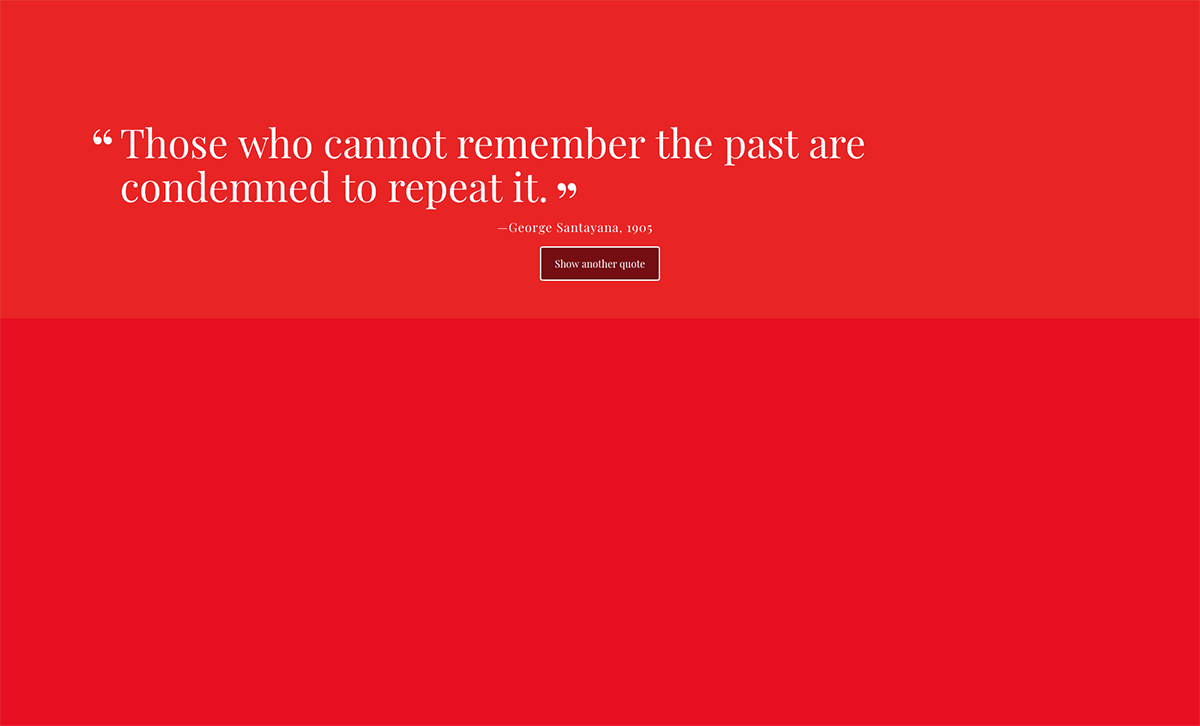 “Those who cannot remember the past are
condemned to repeat it.”
—George Santayana, 1905
Show another quote